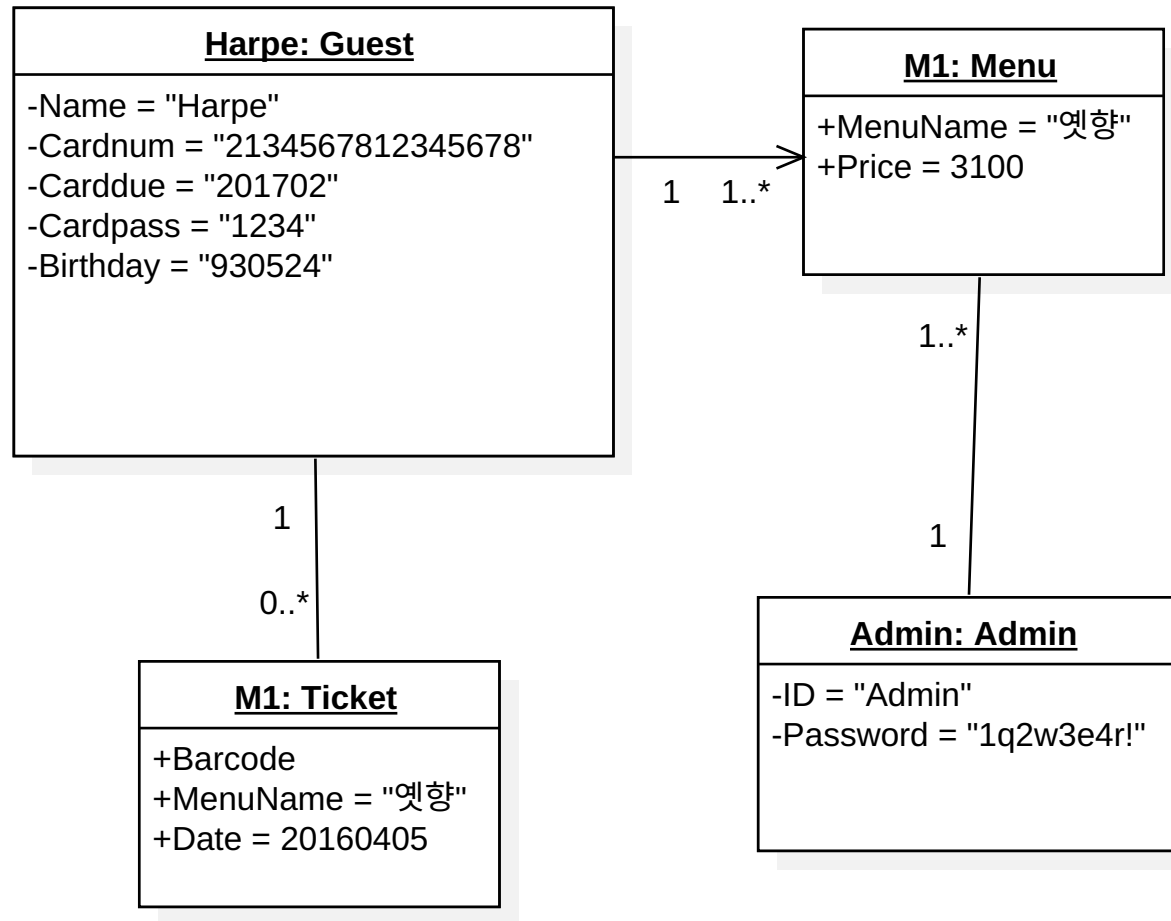 Harpe: Guest
-Name = "Harpe"
-Cardnum = "2134567812345678"
-Carddue = "201702"
-Cardpass = "1234"
-Birthday = "930524"
M1: Menu
+MenuName = "옛향"
+Price = 3100
1
1..*
1..*
1
1
0..*
M1: Ticket
+Barcode
+MenuName = "옛향"
+Date = 20160405
Admin: Admin
-ID = "Admin"
-Password = "1q2w3e4r!"